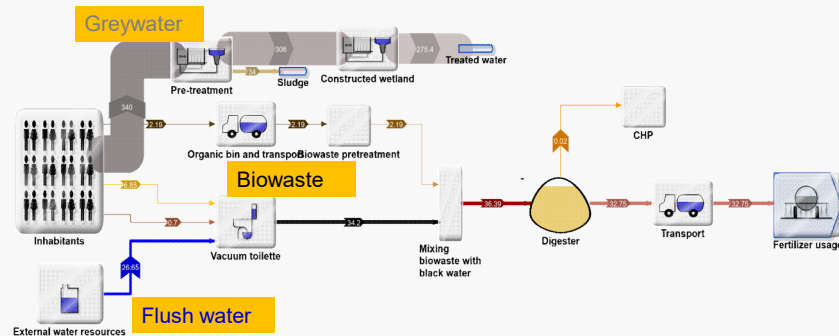 Greywater
306
275.4
Treated water
Pre-treatment
34
Sludge
Constructed wetland
340
2.19
2.19
2.19
Organic bin and transport
Biowaste pretreatment
0.02
CHP
Biowaste
6.85
0.7
34.2
36.39
32.75
32.75
Inhabitants
Vacuum toilette
Mixing
biowaste with
black water
Digester
Transport
Fertilizer usage
26.65
Flush water
External water resources